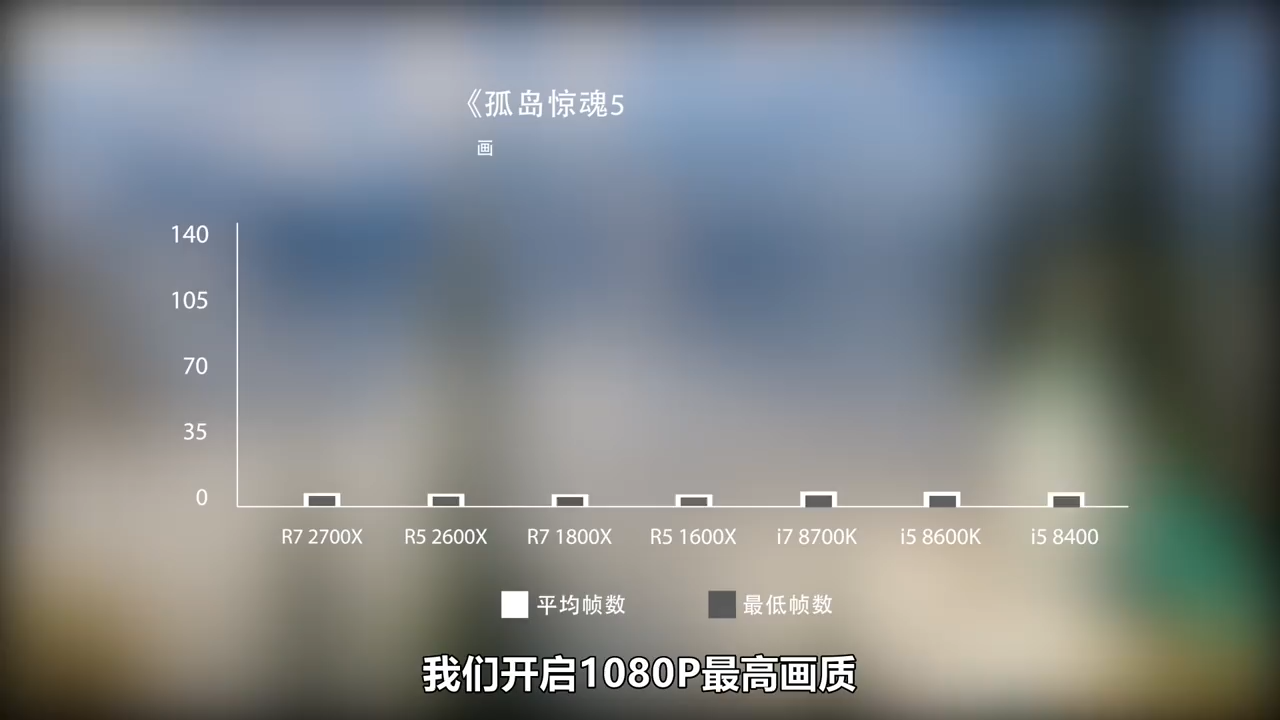 《孤岛惊魂5
画
140
105
70
35
0
R7 2700X R5 2600X R7 1800X R5 1600X i7 8700K i5 8600K i5 8400
平均帧数 最低帧数
我们开启1080P最高画质